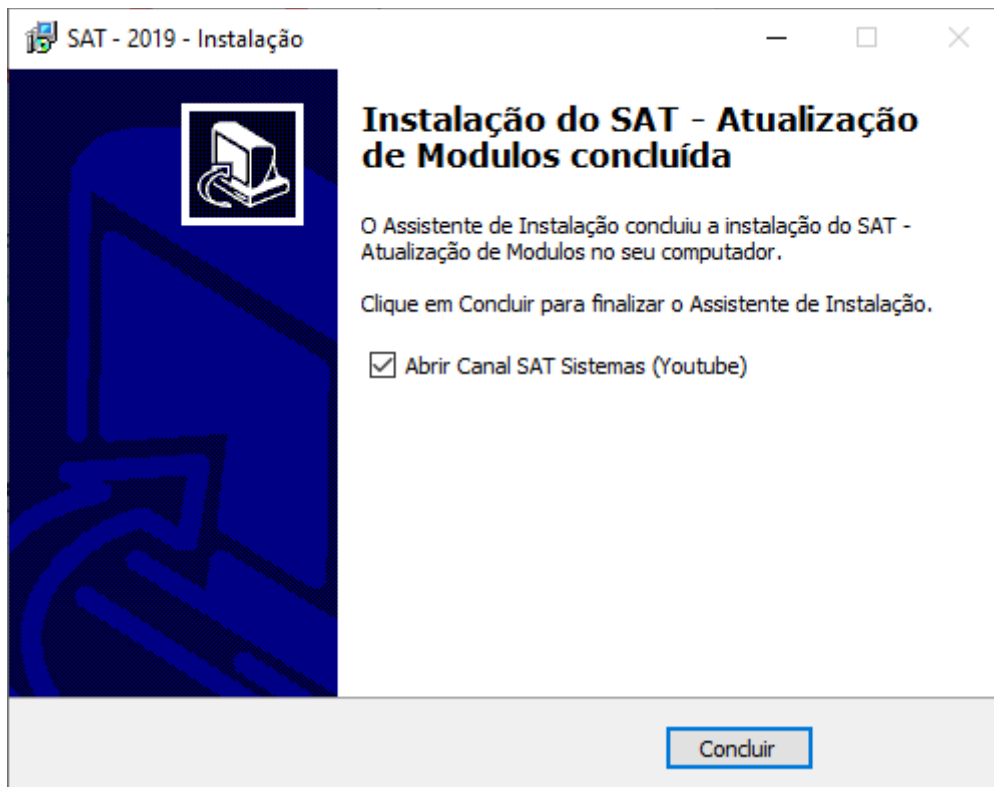 SAT - 2019 - Instalação
Instalação do SAT - Atualização
de Modulos concluída
O Assistente de Instalação concluiu a instalação do SAT -
Atualização de Modulos no seu computador.
Clique em Concluir para finalizar o Assistente de Instalação.
Abrir Canal SAT Sistemas (Youtube)
Concluir